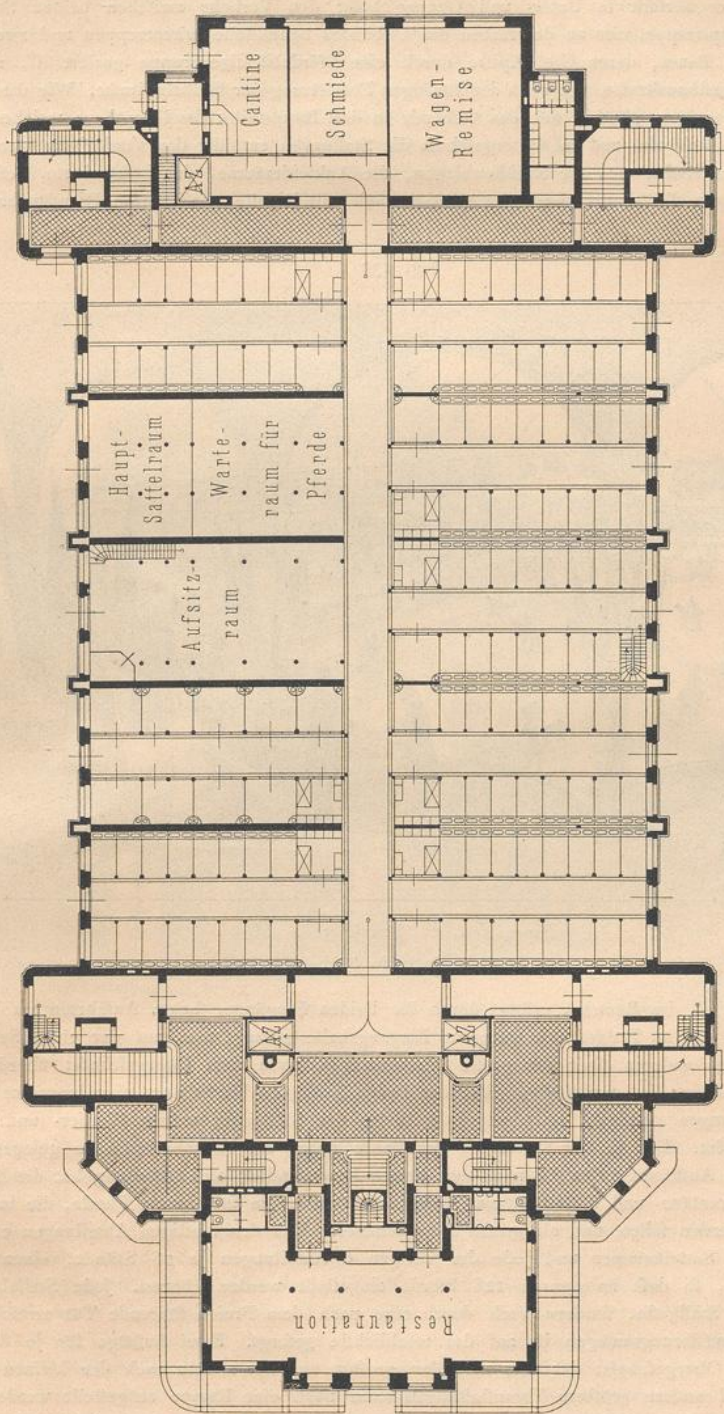 Cantine
Schmiede
Wagen-
Remise
AZ
Haupt-
Sattelraum
Warte-
raum für
Pferde
Aufsitz-
raum
AZ
AZ
Restauration